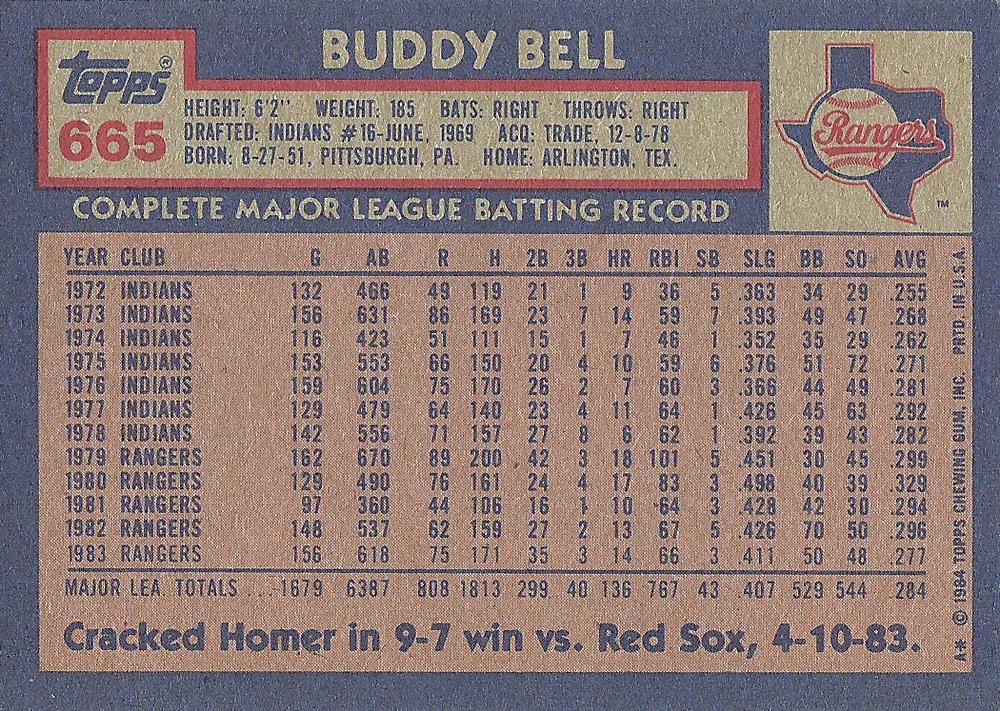 BUDDY BELL
TOPPS®
665
HEIGHT: 6'2'' WEIGHT: 185 BATS: RIGHT THROWS: RIGHT
DRAFTED: INDIANS #16-JUNE, 1969 ACQ: TRADE, 12-8-78
BORN: 8-27-51, PITTSBURGH, PA. HOME: ARLINGTON, TEX.
Rangers
TM
COMPLETE MAJOR LEAGUE BATTING RECORD
YEAR CLUB G AB R H 2B 3B HR RBI SB SLG BB SO AVG
1972 INDIANS 132 466 49 119 21 1 9 36 5 .363 34 29 .255
1973 INDIANS 156 631 86 169 23 7 14 59 7 .393 49 47 .268
1974 INDIANS 116 423 51 111 15 1 7 46 1 .352 35 29 .262
1975 INDIANS 153 553 66 150 20 4 10 59 6 .376 51 72 .271
1976 INDIANS 159 604 75 170 26 2 7 60 3 .366 44 49 .281
1977 INDIANS 129 479 64 140 23 4 11 64 1 .426 45 63 .292
1978 INDIANS 142 556 71 157 27 8 6 62 1 .392 39 43 .282
1979 RANGERS 162 670 89 200 42 3 18 101 5 .451 30 45 .299
1980 RANGERS 129 490 76 161 24 4 17 83 3 .498 40 39 .329
1981 RANGERS 97 360 44 106 16 1 10 64 3 .428 42 30 .294
1982 RANGERS 148 537 62 159 27 2 13 67 5 .426 70 50 .296
1983 RANGERS 156 618 75 171 35 3 14 66 3 .411 50 48 .277
MAJOR LEA. TOTALS ... 1679 6387 808 1813 299 40 136 767 43 .407 529 544 .284
Cracked Homer in 9-7 win vs. Red Sox, 4-10-83.
A* © 1984 TOPPS CHEWING GUM, INC. PRTD. IN U.S.A.